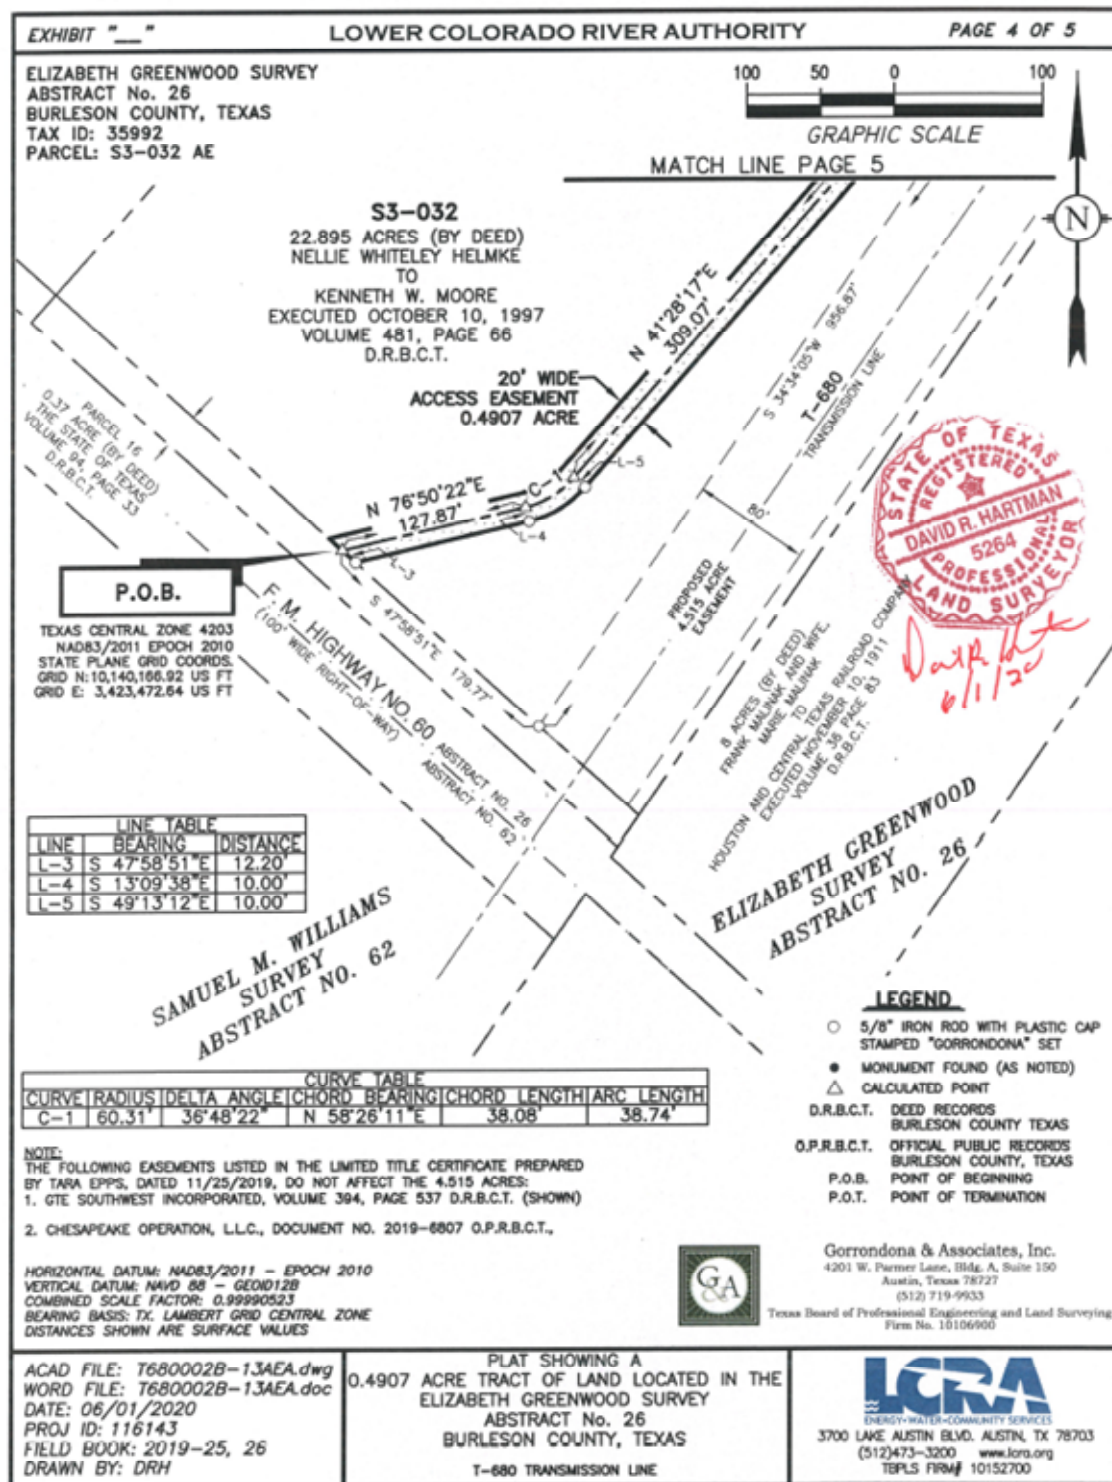 EXHIBIT "__"
LOWER COLORADO RIVER AUTHORITY
PAGE 4 OF 5
ELIZABETH GREENWOOD SURVEY
ABSTRACT No. 26
BURLESON COUNTY, TEXAS
TAX ID: 35992
PARCEL: S3-032 AE
100 50 0 100
GRAPHIC SCALE
MATCH LINE PAGE 5
N
S3-032
22.895 ACRES (BY DEED)
NELLIE WHITELEY HELMKE
TO
KENNETH W. MOORE
EXECUTED OCTOBER 10, 1997
VOLUME 481, PAGE 66
D.R.B.C.T.
20' WIDE
ACCESS EASEMENT
0.4907 ACRE
N 41°28'17"E
309.07'
S 34°34'05"W 956.87'
T-680
TRANSMISSION LINE
PARCEL 16
0.37 ACRE (BY DEED)
THE STATE OF TEXAS
VOLUME 94, PAGE 33
D.R.B.C.T.
N 76°50'22"E
127.87'
C-1
L-5
L-4
L-3
80'
PROPOSED
4.515 ACRE
EASEMENT
STATE OF TEXAS
REGISTERED
DAVID R. HARTMAN
5264
PROFESSIONAL
LAND SURVEYOR
6/1/20
P.O.B.
TEXAS CENTRAL ZONE 4203
NAD83/2011 EPOCH 2010
STATE PLANE GRID COORDS.
GRID N: 10,140,166.92 US FT
GRID E: 3,423,472.64 US FT
S 47°58'51"E 179.77'
F. M. HIGHWAY NO. 60
(100' WIDE RIGHT-OF-WAY)
ABSTRACT NO. 26
ABSTRACT NO. 62
8 ACRES (BY DEED)
FRANK MALINAK AND WIFE,
MARIE MALINAK
TO
HOUSTON AND CENTRAL TEXAS RAILROAD COMPANY
EXECUTED NOVEMBER 10, 1911
VOLUME 36 PAGE 83
D.R.B.C.T.
LINE TABLE
LINE BEARING DISTANCE
L-3 S 47°58'51"E 12.20'
L-4 S 13°09'38"E 10.00'
L-5 S 49°13'12"E 10.00'
SAMUEL M. WILLIAMS
SURVEY
ABSTRACT NO. 62
ELIZABETH GREENWOOD
SURVEY
ABSTRACT NO. 26
LEGEND
5/8" IRON ROD WITH PLASTIC CAP
STAMPED "GORRONDONA" SET
MONUMENT FOUND (AS NOTED)
CALCULATED POINT
D.R.B.C.T. DEED RECORDS
BURLESON COUNTY TEXAS
O.P.R.B.C.T. OFFICIAL PUBLIC RECORDS
BURLESON COUNTY, TEXAS
P.O.B. POINT OF BEGINNING
P.O.T. POINT OF TERMINATION
CURVE TABLE
CURVE RADIUS DELTA ANGLE CHORD BEARING CHORD LENGTH ARC LENGTH
C-1 60.31' 36°48'22" N 58°26'11"E 38.08' 38.74'
NOTE:
THE FOLLOWING EASEMENTS LISTED IN THE LIMITED TITLE CERTIFICATE PREPARED
BY TARA EPPS, DATED 11/25/2019, DO NOT AFFECT THE 4.515 ACRES:
1. GTE SOUTHWEST INCORPORATED, VOLUME 394, PAGE 537 D.R.B.C.T. (SHOWN)
2. CHESAPEAKE OPERATION, L.L.C., DOCUMENT NO. 2019-6807 O.P.R.B.C.T.,
HORIZONTAL DATUM: NAD83/2011 - EPOCH 2010
VERTICAL DATUM: NAVD 88 - GEOID12B
COMBINED SCALE FACTOR: 0.99990523
BEARING BASIS: TX. LAMBERT GRID CENTRAL ZONE
DISTANCES SHOWN ARE SURFACE VALUES
G&A
Gorrondona & Associates, Inc.
4201 W. Parmer Lane, Bldg. A, Suite 150
Austin, Texas 78727
(512) 719-9933
Texas Board of Professional Engineering and Land Surveying
Firm No. 10106900
ACAD FILE: T680002B-13AEA.dwg
WORD FILE: T680002B-13AEA.doc
DATE: 06/01/2020
PROJ ID: 116143
FIELD BOOK: 2019-25, 26
DRAWN BY: DRH
PLAT SHOWING A
0.4907 ACRE TRACT OF LAND LOCATED IN THE
ELIZABETH GREENWOOD SURVEY
ABSTRACT No. 26
BURLESON COUNTY, TEXAS
T-680 TRANSMISSION LINE
LCRA
ENERGY•WATER•COMMUNITY SERVICES
3700 LAKE AUSTIN BLVD. AUSTIN, TX 78703
(512)473-3200 www.lcra.org
TBPLS FIRM# 10152700